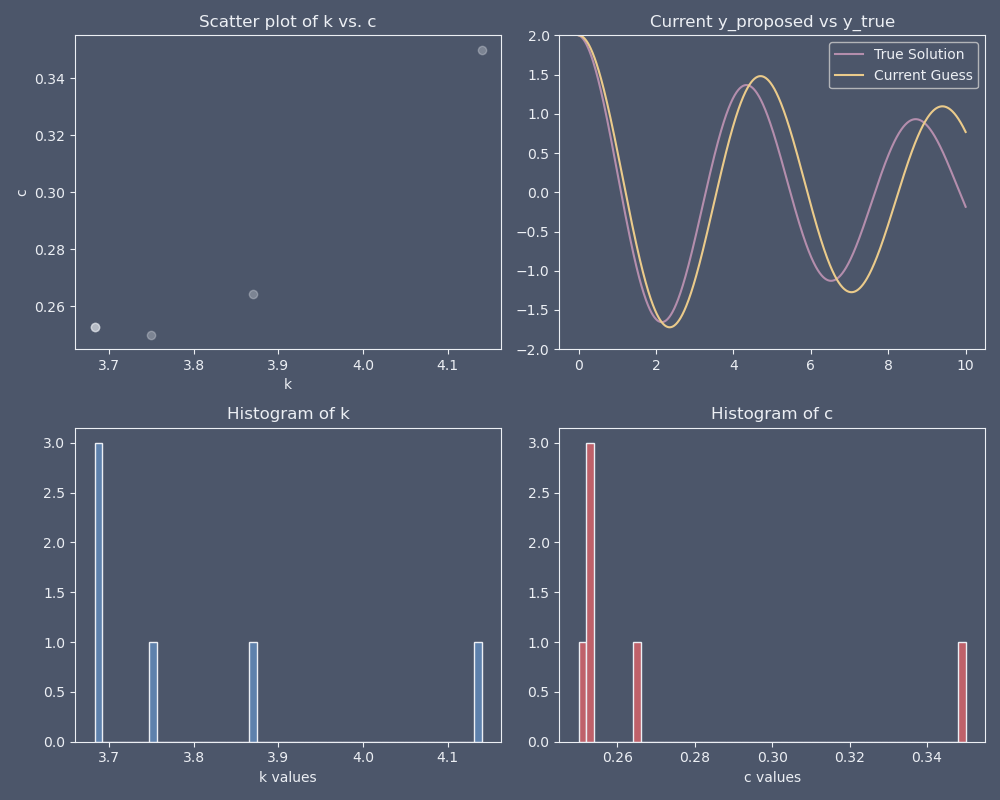 Scatter plot of k vs. c
c
0.34
0.32
0.30
0.28
0.26
3.7 3.8 3.9 4.0 4.1
k
Current y_proposed vs y_true
True Solution
Current Guess
2.0
1.5
1.0
0.5
0.0
−0.5
−1.0
−1.5
−2.0
0 2 4 6 8 10
Histogram of k
3.0
2.5
2.0
1.5
1.0
0.5
0.0
3.7 3.8 3.9 4.0 4.1
k values
Histogram of c
3.0
2.5
2.0
1.5
1.0
0.5
0.0
0.26 0.28 0.30 0.32 0.34
c values